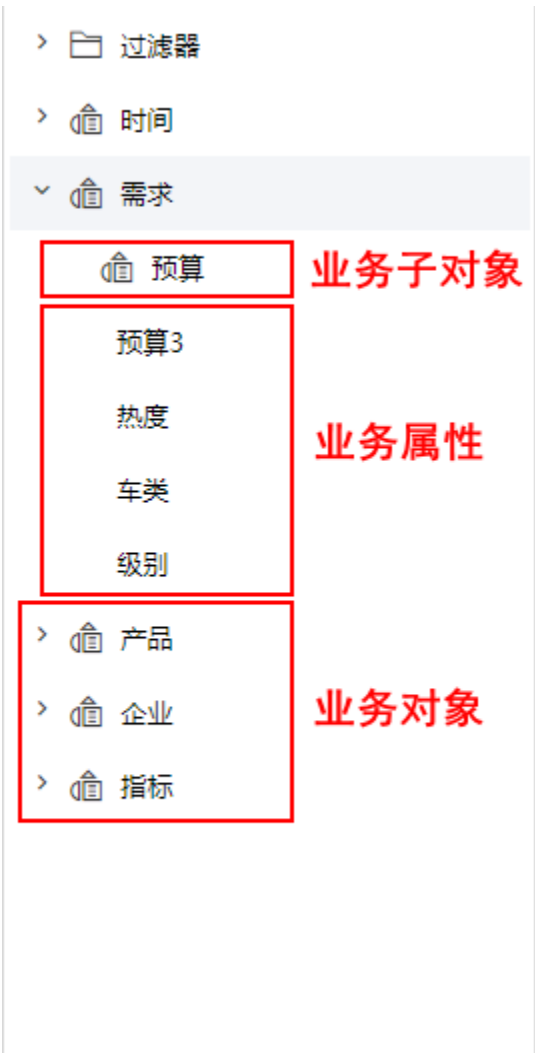 过滤器
时间
需求
预算 业务子对象
预算3
热度
业务属性
车类
级别
产品
企业 业务对象
指标